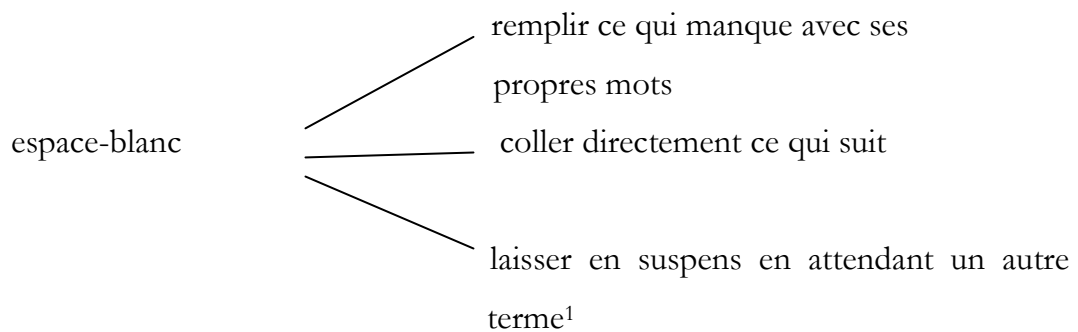 remplir ce qui manque avec ses
propres mots
espace-blanc
coller directement ce qui suit
laisser en suspens en attendant un autre
terme¹